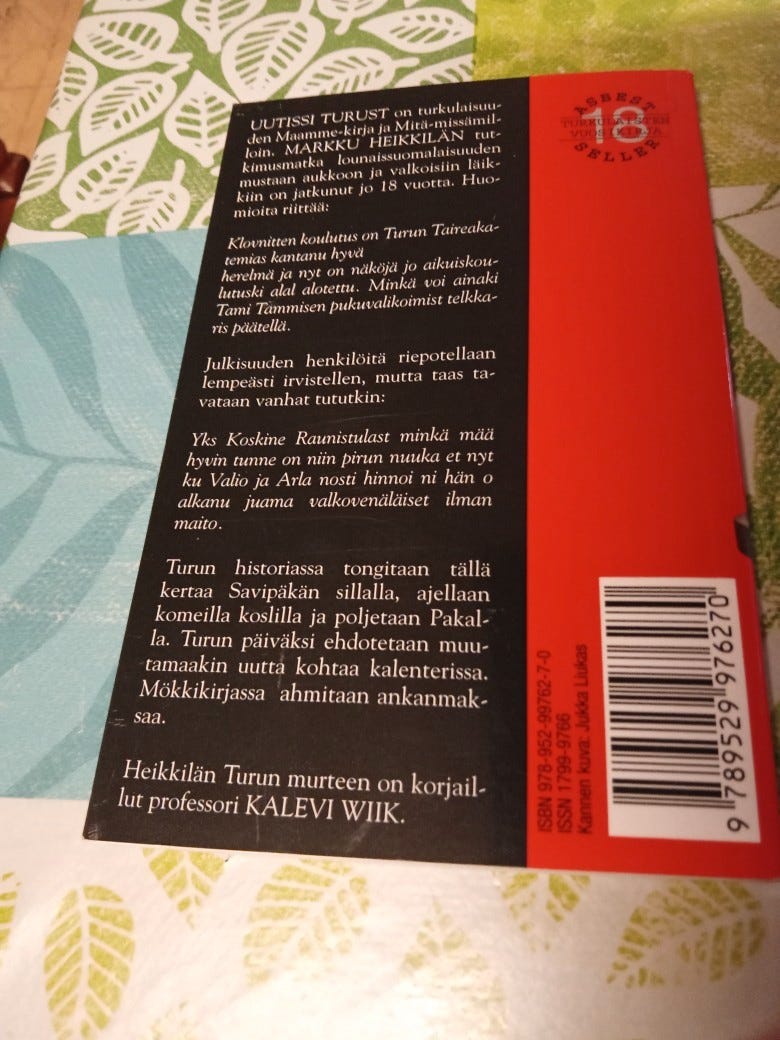 UUTISSI TURUST on turkulaisuu-
den Maamme-kirja ja Mitä-missämil-
loin. MARKKU HEIKKILÄN tut-
kimusmatka lounaissuomalaisuuden
mustaan aukkoon ja valkoisiin läik-
kiin on jatkunut jo 18 vuotta. Huo-
mioita riittää:
Klovnitten koulutus on Turun Taireaka-
temias kantanu hyvä
herelmä ja nyt on näköjä jo aikuiskou-
lutuski alal alotettu. Minkä voi ainaki
Tami Tammisen pukuvalikoimist telkka-
ris päätellä.
Julkisuuden henkilöitä riepotellaan
lempeästi irvistellen, mutta taas ta-
vataan vanhat tututkin:
Yks Koskine Raunistulast minkä mää
hyvin tunne on niin pirun nuuka et nyt
ku Valio ja Arla nosti hinnoi ni hän o
alkanu juama valkovenäläiset ilman
maito.
Turun historiassa tongitaan tällä
kertaa Savipäkän sillalla, ajellaan
komeilla koslilla ja poljetaan Pakal-
la. Turun päiväksi ehdotetaan muu-
tamaakin uutta kohtaa kalenterissa.
Mökkikirjassa ahmitaan ankanmak-
saa.
Heikkilän Turun murteen on korjail-
lut professori KALEVI WIIK.
ASBEST
18
TURKULAISTEN
VUOSIKIRJA
SELLER
ISBN 978-952-99762-7-0
ISSN 1799-9766
Kannen kuva: Jukka Liukas
9 789529 976270